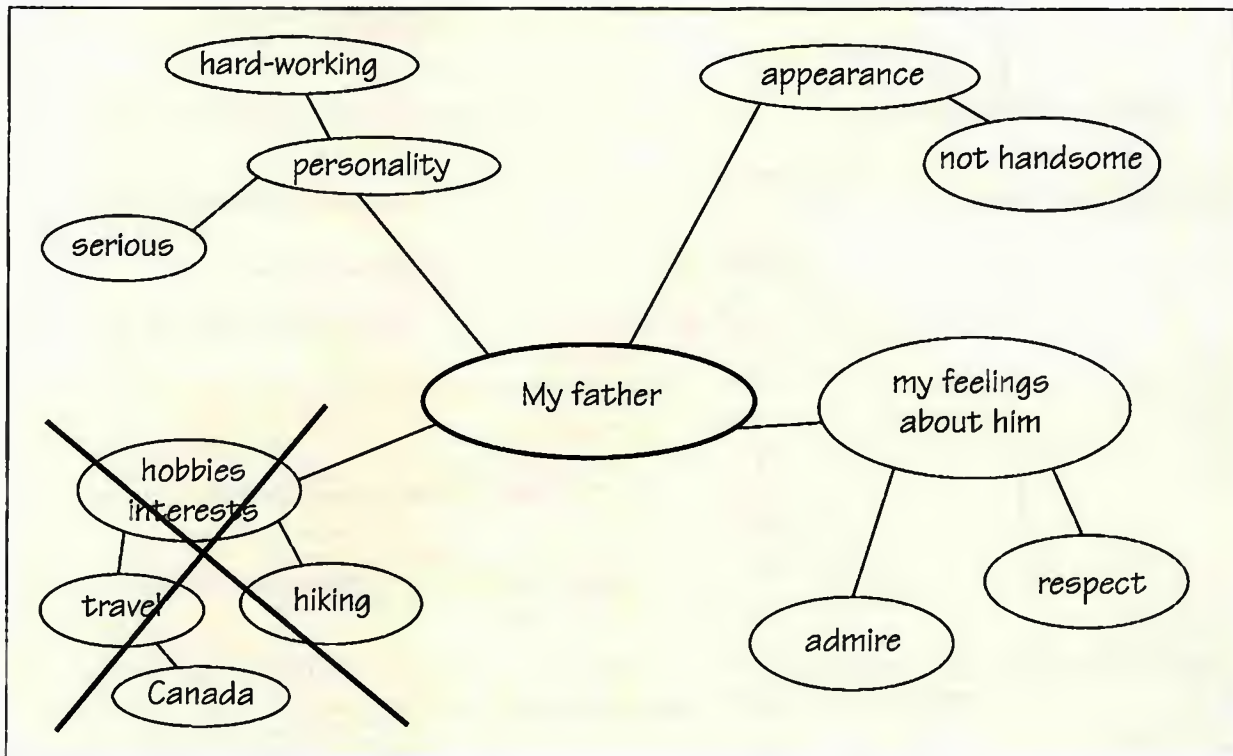 hard-working
personality
serious
appearance
not handsome
My father
my feelings
about him
admire
respect
hobbies
interests
travel
hiking
Canada